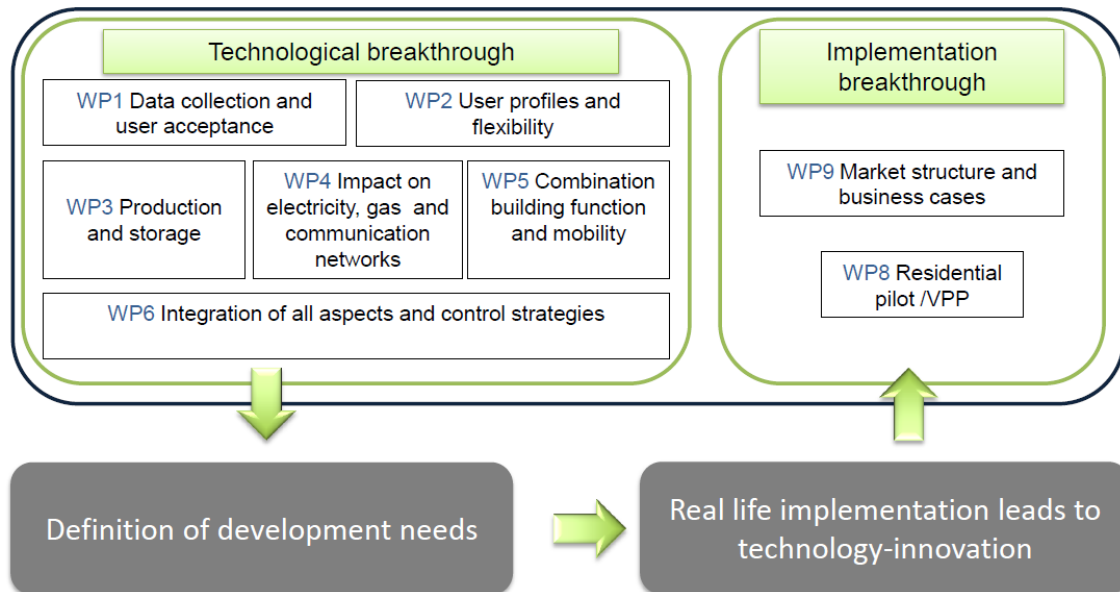 Technological breakthrough
WP1 Data collection and
user acceptance
WP2 User profiles and
flexibility
WP3 Production
and storage
WP4 Impact on
electricity, gas and
communication
networks
WP5 Combination
building function
and mobility
WP6 Integration of all aspects and control strategies
Implementation
breakthrough
WP9 Market structure and
business cases
WP8 Residential
pilot /VPP
Definition of development needs
Real life implementation leads to
technology-innovation